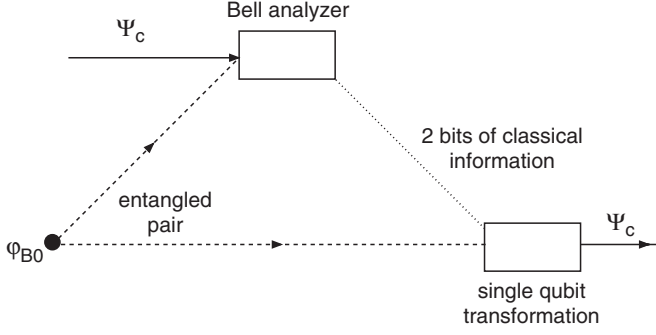 Bell analyzer
Ψc
2 bits of classical
information
entangled
pair
φB0
Ψc
single qubit
transformation